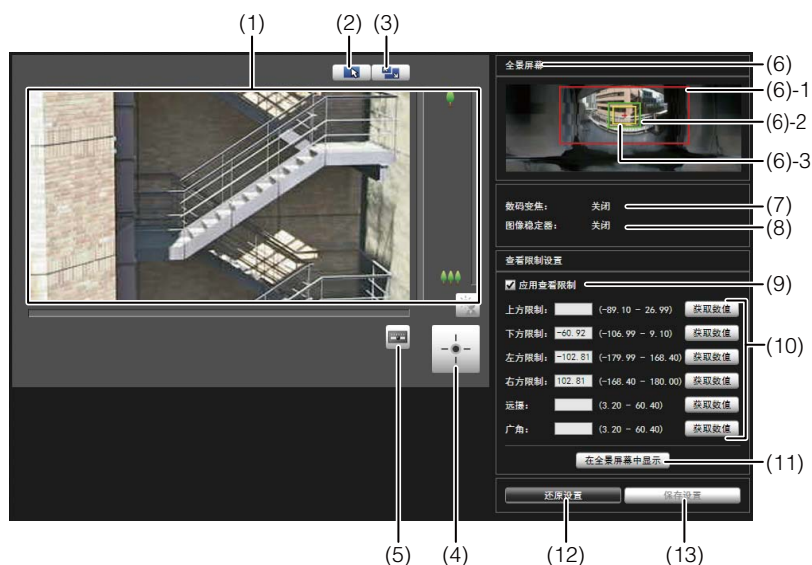 (1)
(2)
(3)
全景屏幕
(6)
(6)-1
(6)-2
(6)-3
数码变焦： 关闭
(7)
图像稳定器： 关闭
(8)
查看限制设置
应用查看限制
(9)
上方限制： (-89.10 - 26.99) 获取数值
下方限制： -60.92 (-106.99 - 9.10) 获取数值
左方限制： -102.81 (-179.99 - 168.40) 获取数值
右方限制： 102.81 (-168.40 - 180.00) 获取数值
远摄： (3.20 - 60.40) 获取数值
广角： (3.20 - 60.40) 获取数值
(10)
在全景屏幕中显示
(11)
还原设置
保存设置
(5)
(4)
(12)
(13)